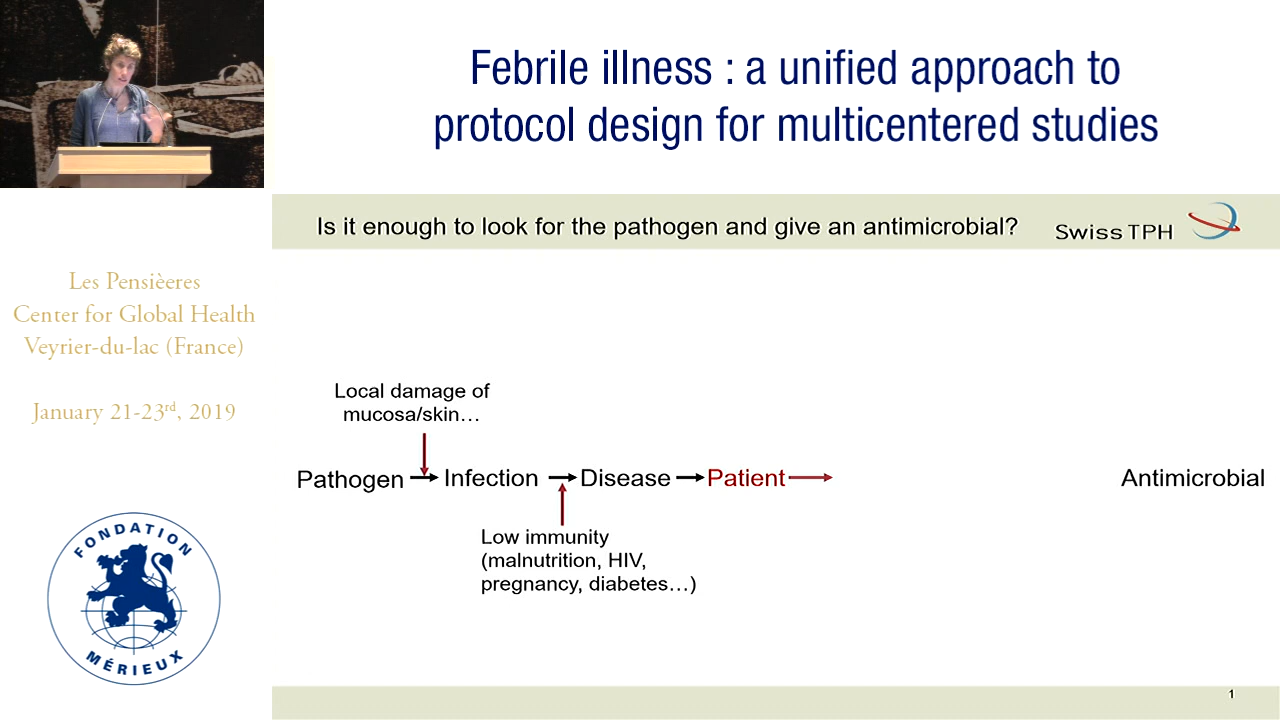 Febrile illness : a unified approach to
protocol design for multicentered studies
Is it enough to look for the pathogen and give an antimicrobial?
Swiss TPH
Les Pensièeres
Center for Global Health
Veyrier-du-lac (France)
January 21-23rd, 2019
Local damage of
mucosa/skin…
Pathogen Infection Disease Patient Antimicrobial
Low immunity
(malnutrition, HIV,
pregnancy, diabetes…)
FONDATION
MÉRIEUX
1